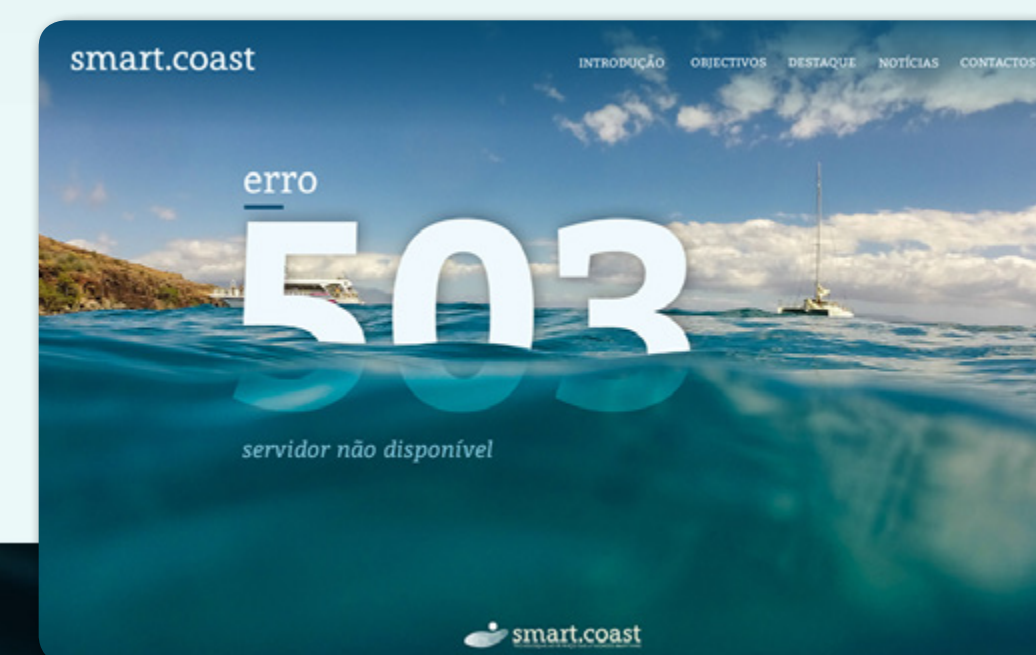 smart.coast
INTRODUÇÃO OBJECTIVOS DESTAQUE NOTÍCIAS CONTACTOS
erro
503
servidor não disponível
smart.coast